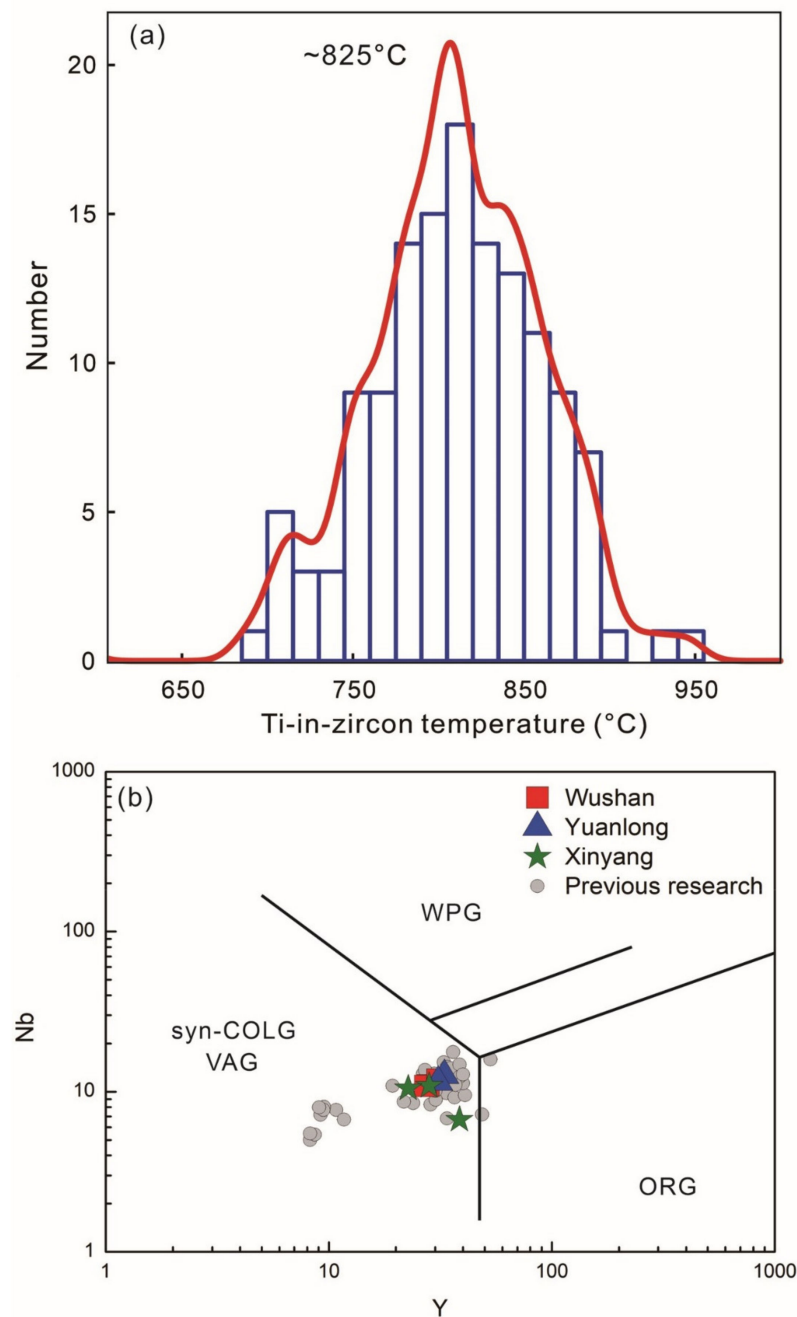 (a)
~825°C
20
15
10
5
0
Number
650
750
850
950
Ti-in-zircon temperature (°C)
1000
(b)
Wushan
Yuanlong
Xinyang
Previous research
WPG
100
syn-COLG
VAG
Nb
10
ORG
1
1
10
100
1000
Y